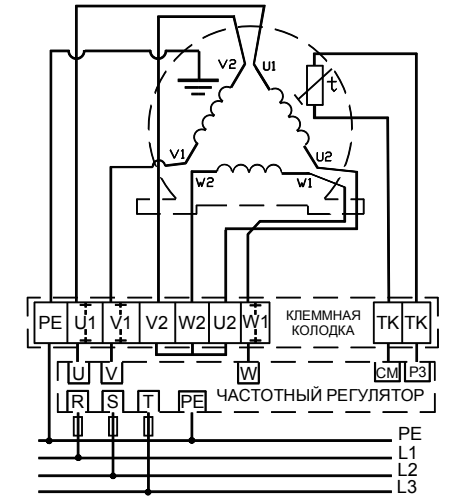 V2 U1
t
V1 U2
W2 W1
PE U1 V1 V2 W2 U2 W1 КЛЕММНАЯ КОЛОДКА TK TK
U V W CM P3
ЧАСТОТНЫЙ РЕГУЛЯТОР
R S T PE
PE
L1
L2
L3